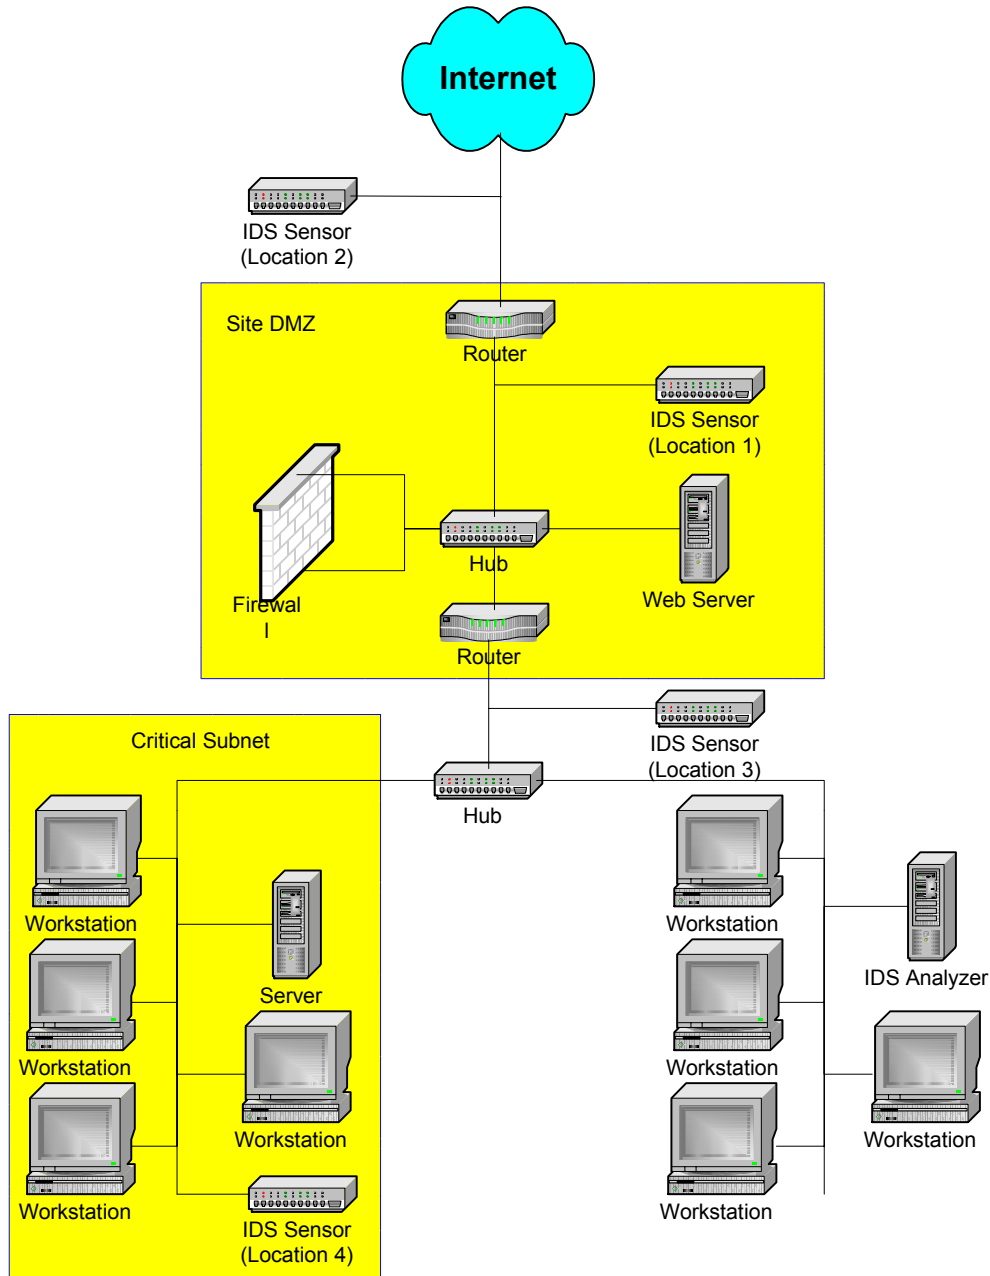 Internet
IDS Sensor
(Location 2)
Site DMZ
Router
IDS Sensor
(Location 1)
Firewal
l
Hub
Web Server
Router
IDS Sensor
(Location 3)
Critical Subnet
Hub
Workstation
Server
Workstation
Workstation
Workstation
IDS Sensor
(Location 4)
Workstation
IDS Analyzer
Workstation
Workstation
Workstation